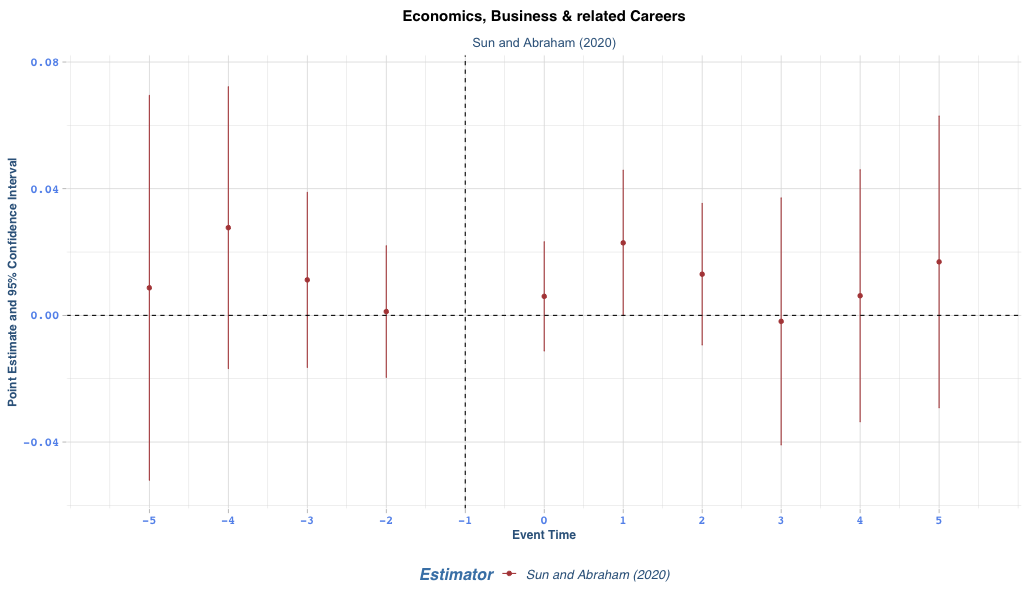 Economics, Business & related Careers
Sun and Abraham (2020)
Point Estimate and 95% Confidence Interval
0.08
0.04
0.00
−0.04
−5 −4 −3 −2 −1 0 1 2 3 4 5
Event Time
Estimator Sun and Abraham (2020)